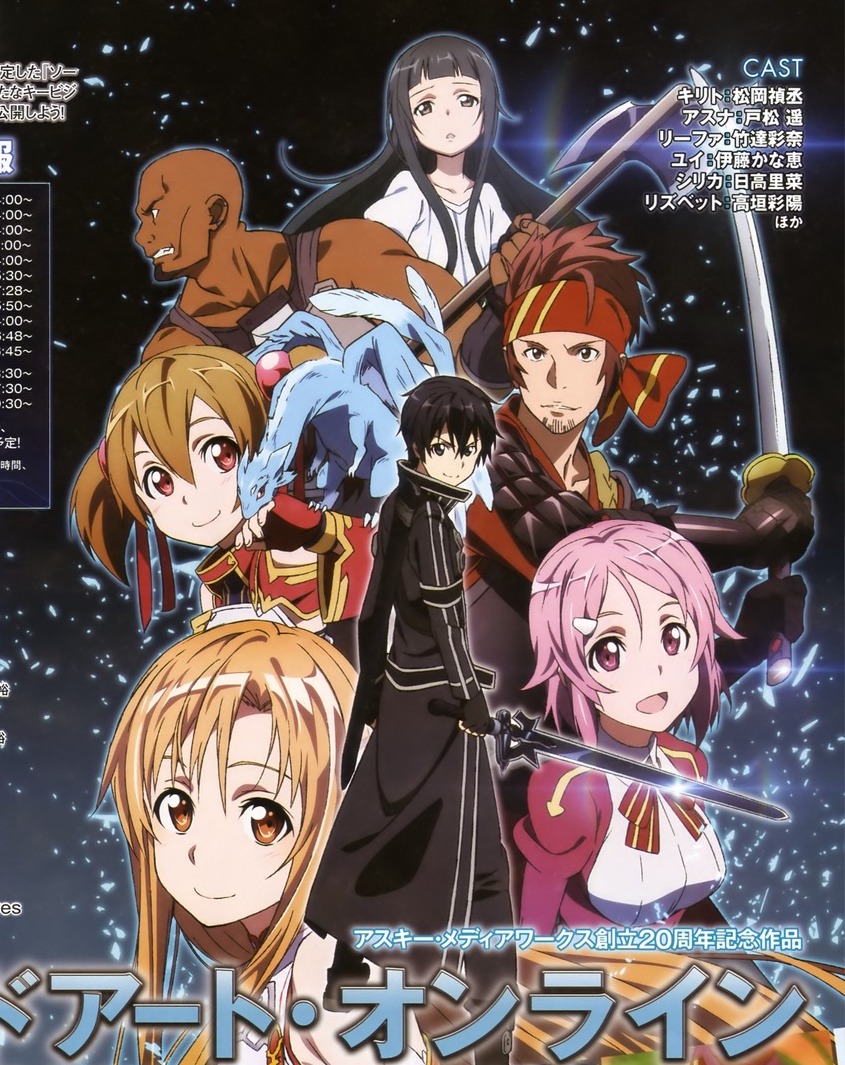 定した『ソー
たなキービジ
公開しよう!
報
:00~
:00~
:00~
:00~
:00~
:30~
:28~
:50~
:00~
:48~
:45~
:30~
:30~
:30~
、
予定!
時間、
CAST
キリト:松岡禎丞
アスナ:戸松 遥
リーファ:竹達彩奈
ユイ:伊藤かな恵
シリカ:日高里菜
リズベット:高垣彩陽
ほか
裕
es
アスキー・メディアワークス創立20周年記念作品
ドアート・オンライン